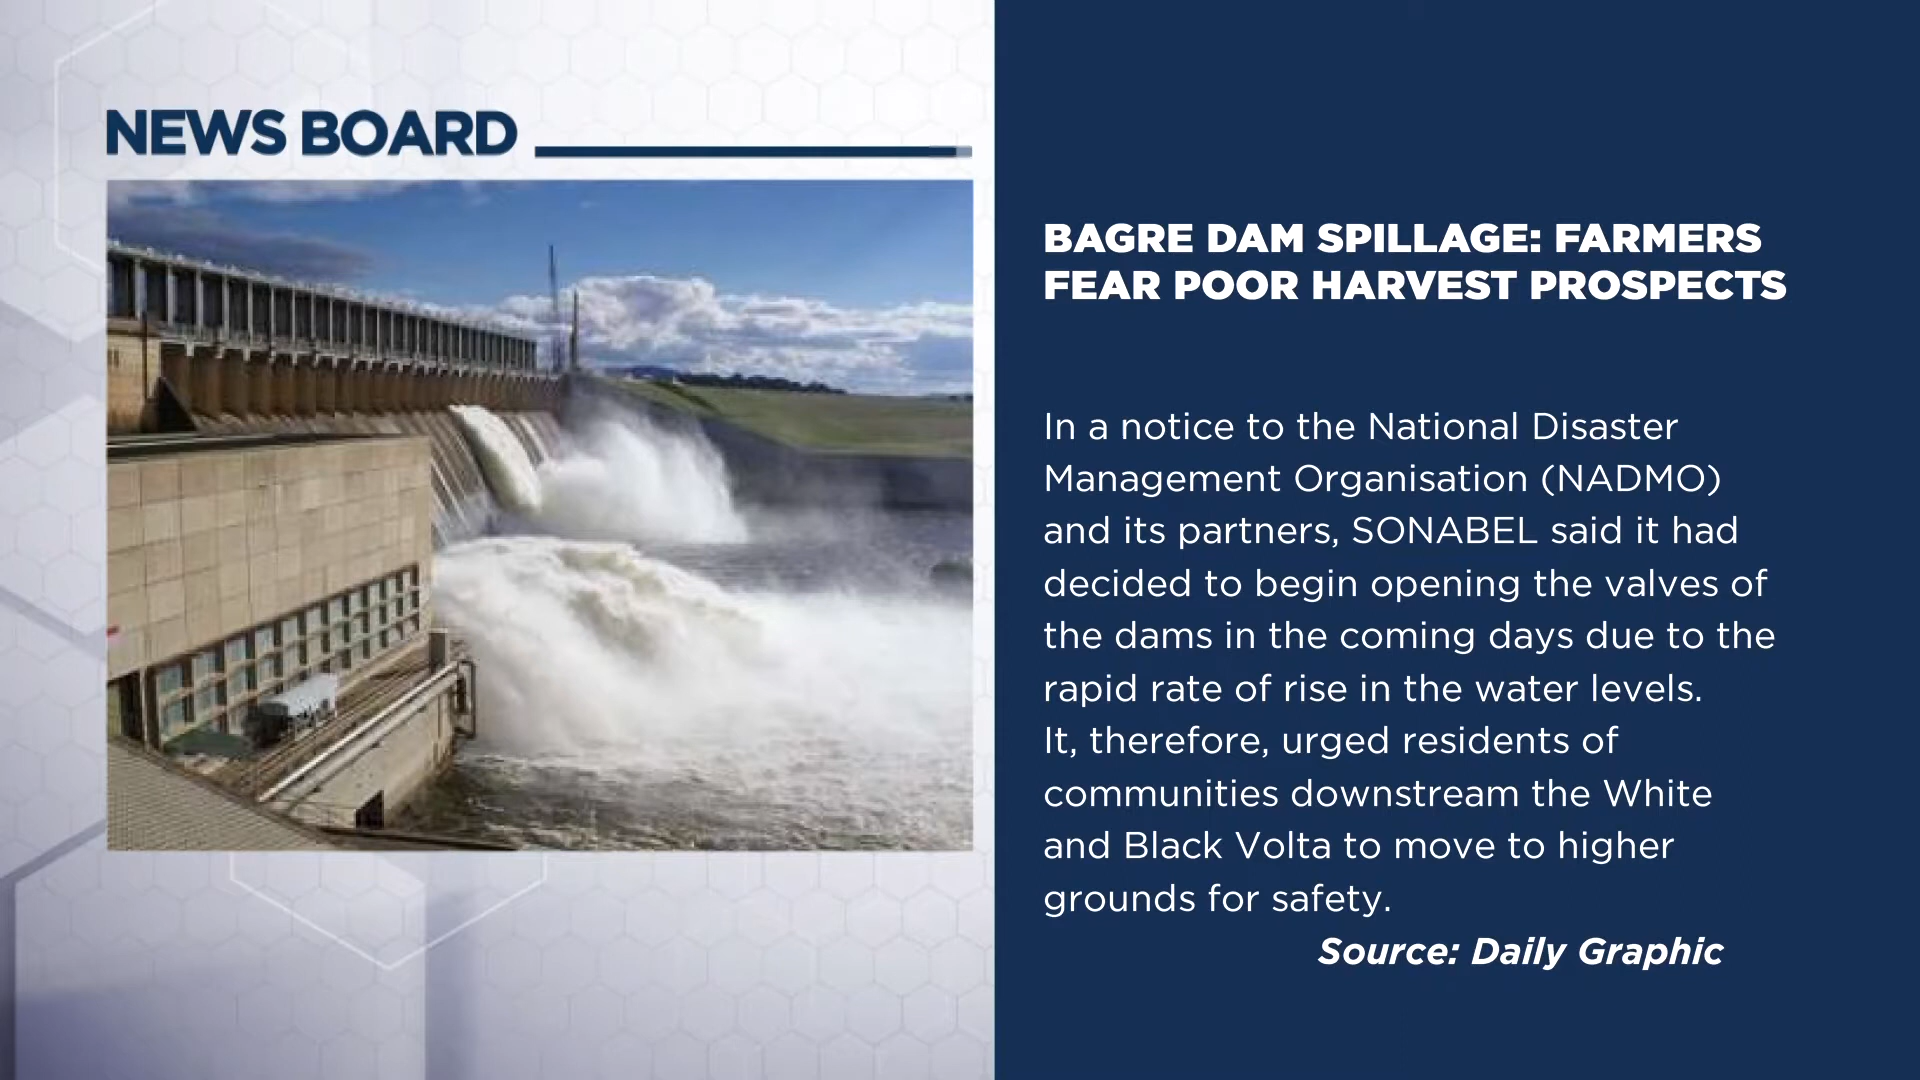 NEWS BOARD
BAGRE DAM SPILLAGE: FARMERS
FEAR POOR HARVEST PROSPECTS
In a notice to the National Disaster
Management Organisation (NADMO)
and its partners, SONABEL said it had
decided to begin opening the valves of
the dams in the coming days due to the
rapid rate of rise in the water levels.
It, therefore, urged residents of
communities downstream the White
and Black Volta to move to higher
grounds for safety.
Source: Daily Graphic